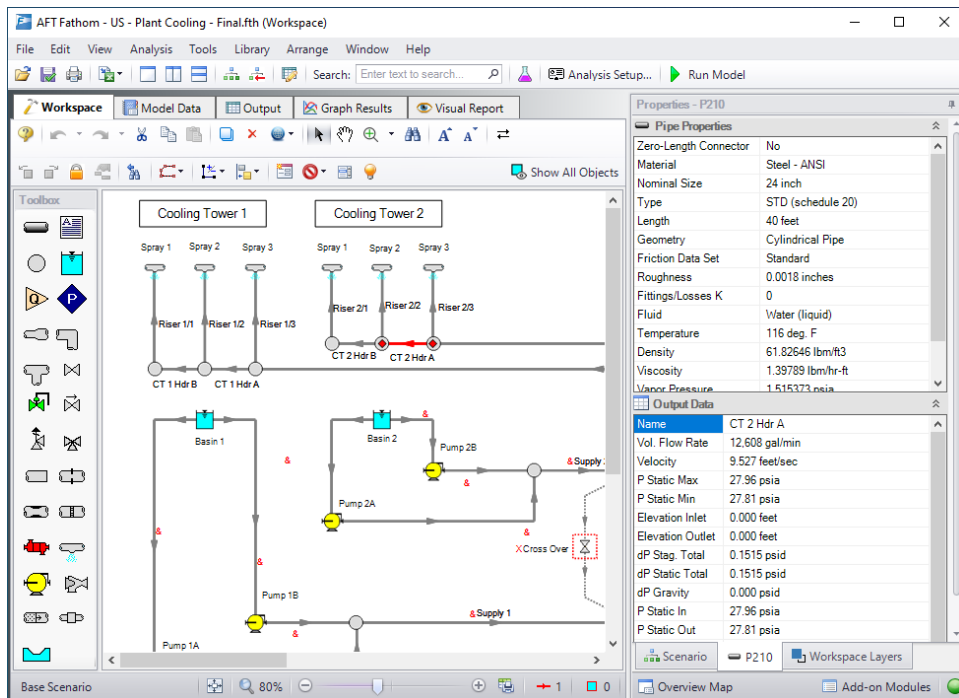 AFT Fathom - US - Plant Cooling - Final.fth (Workspace)
File Edit View Analysis Tools Library Arrange Window Help
Search: Enter text to search... Analysis Setup... Run Model
Workspace Model Data Output Graph Results Visual Report
Show All Objects
Toolbox
A
Q
P
Cooling Tower 1 Cooling Tower 2
Spray 1 Spray 2 Spray 3 Spray 1 Spray 2 Spray 3
Riser 2/1 Riser 2/2 Riser 2/3
Riser 1/1 Riser 1/2 Riser 1/3
CT 2 Hdr B CT 2 Hdr A
CT 1 Hdr B CT 1 Hdr A
&
Basin 1 Basin 2
Pump 2B
& & Supply 2
&
Pump 2A
& &
X Cross Over
&
Pump 1B
& Supply 1
&
Pump 1A
Properties - P210
Pipe Properties
Zero-Length Connector No
Material Steel - ANSI
Nominal Size 24 inch
Type STD (schedule 20)
Length 40 feet
Geometry Cylindrical Pipe
Friction Data Set Standard
Roughness 0.0018 inches
Fittings/Losses K 0
Fluid Water (liquid)
Temperature 116 deg. F
Density 61.82646 lbm/ft3
Viscosity 1.39789 lbm/hr-ft
Vapor Pressure 1.515373 psia
Output Data
Name CT 2 Hdr A
Vol. Flow Rate 12,608 gal/min
Velocity 9.527 feet/sec
P Static Max 27.96 psia
P Static Min 27.81 psia
Elevation Inlet 0.000 feet
Elevation Outlet 0.000 feet
dP Stag. Total 0.1515 psid
dP Static Total 0.1515 psid
dP Gravity 0.000 psid
P Static In 27.96 psia
P Static Out 27.81 psia
Scenario P210 Workspace Layers
Base Scenario 80% 1 0 Overview Map Add-on Modules